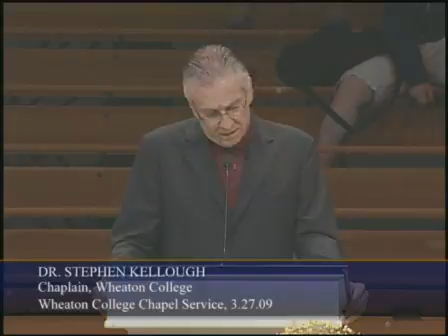 DR. STEPHEN KELLOUGH
Chaplain, Wheaton College
Wheaton College Chapel Service, 3.27.09